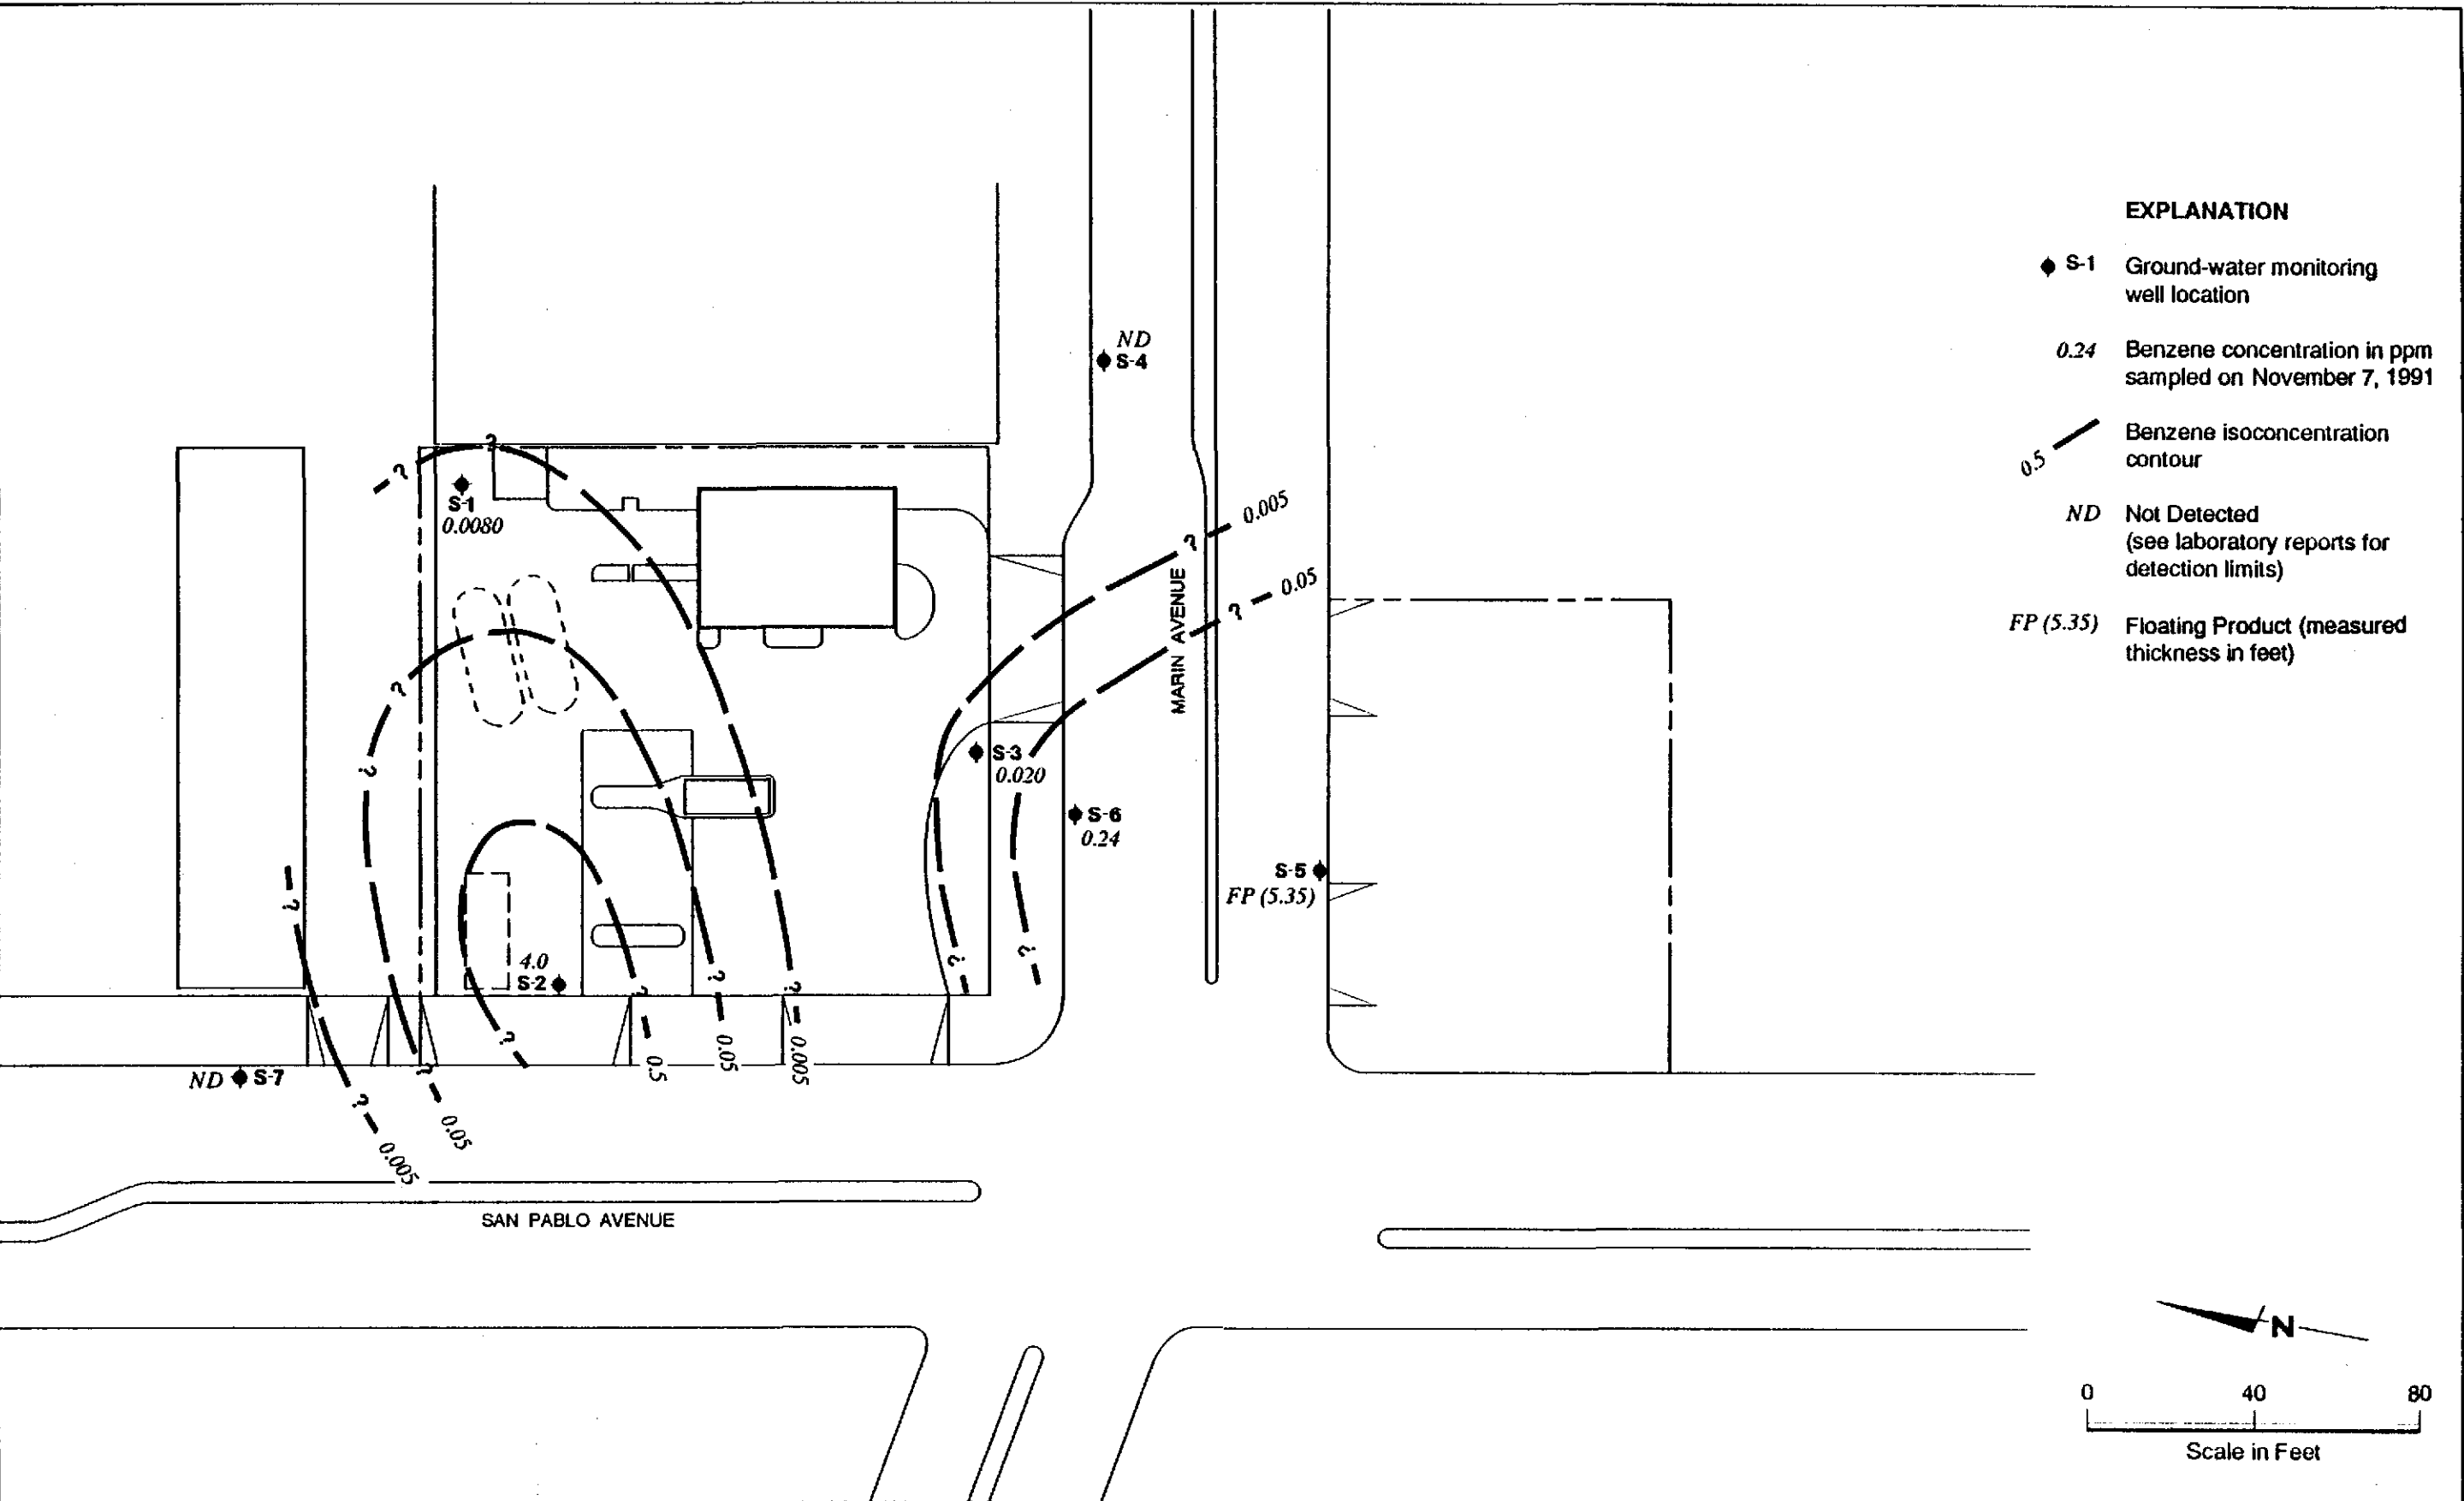 EXPLANATION
S-1 Ground-water monitoring
well location
0.24 Benzene concentration in ppm
sampled on November 7, 1991
0.5 Benzene isoconcentration
contour
ND Not Detected
(see laboratory reports for
detection limits)
FP (5.35) Floating Product (measured
thickness in feet)
ND
S-4
?
?
S-1
0.0080
0.005
?
0.05
?
MARIN AVENUE
?
?
S-3
0.020
S-6
0.24
S-5
FP (5.35)
?
4.0
S-2
?
?
?
?
?
?
0.5
0.05
0.005
ND S-7
?
?
0.05
0.005
SAN PABLO AVENUE
N
0 40 80
Scale in Feet